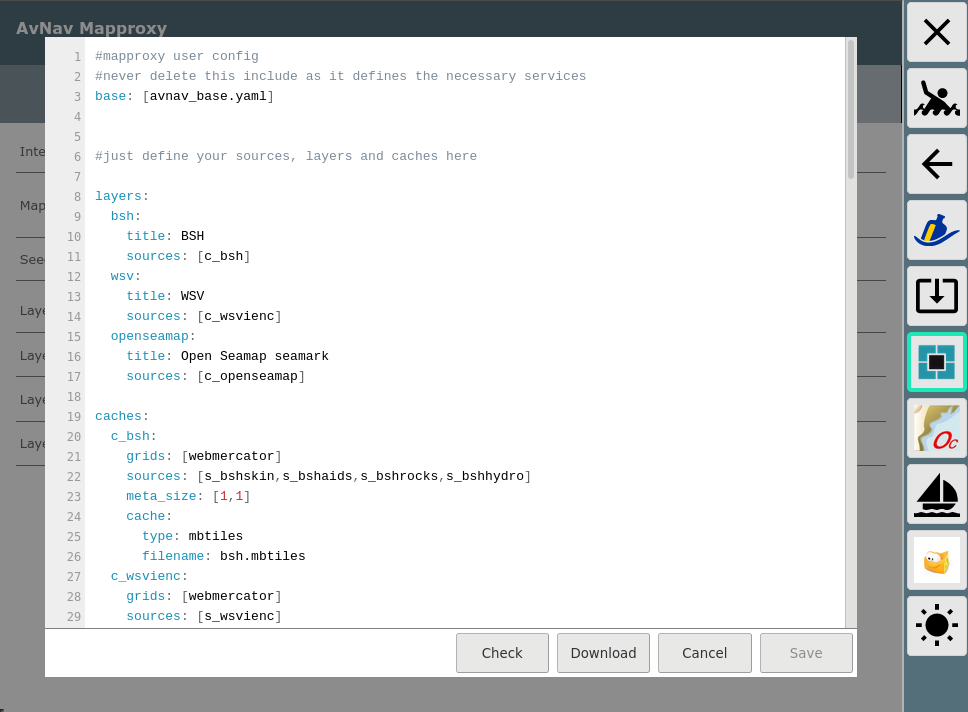 AvNav Mapproxy
Inte
Map
See
Laye
Laye
Laye
Laye
1 #mapproxy user config
2 #never delete this include as it defines the necessary services
3 base: [avnav_base.yaml]
4
5
6 #just define your sources, layers and caches here
7
8 layers:
9   bsh:
10     title: BSH
11     sources: [c_bsh]
12   wsv:
13     title: WSV
14     sources: [c_wsvienc]
15   openseamap:
16     title: Open Seamap seamark
17     sources: [c_openseamap]
18
19 caches:
20   c_bsh:
21     grids: [webmercator]
22     sources: [s_bshskin,s_bshaids,s_bshrocks,s_bshhydro]
23     meta_size: [1,1]
24     cache:
25       type: mbtiles
26       filename: bsh.mbtiles
27   c_wsvienc:
28     grids: [webmercator]
29     sources: [s_wsvienc]
Check Download Cancel Save
Oc